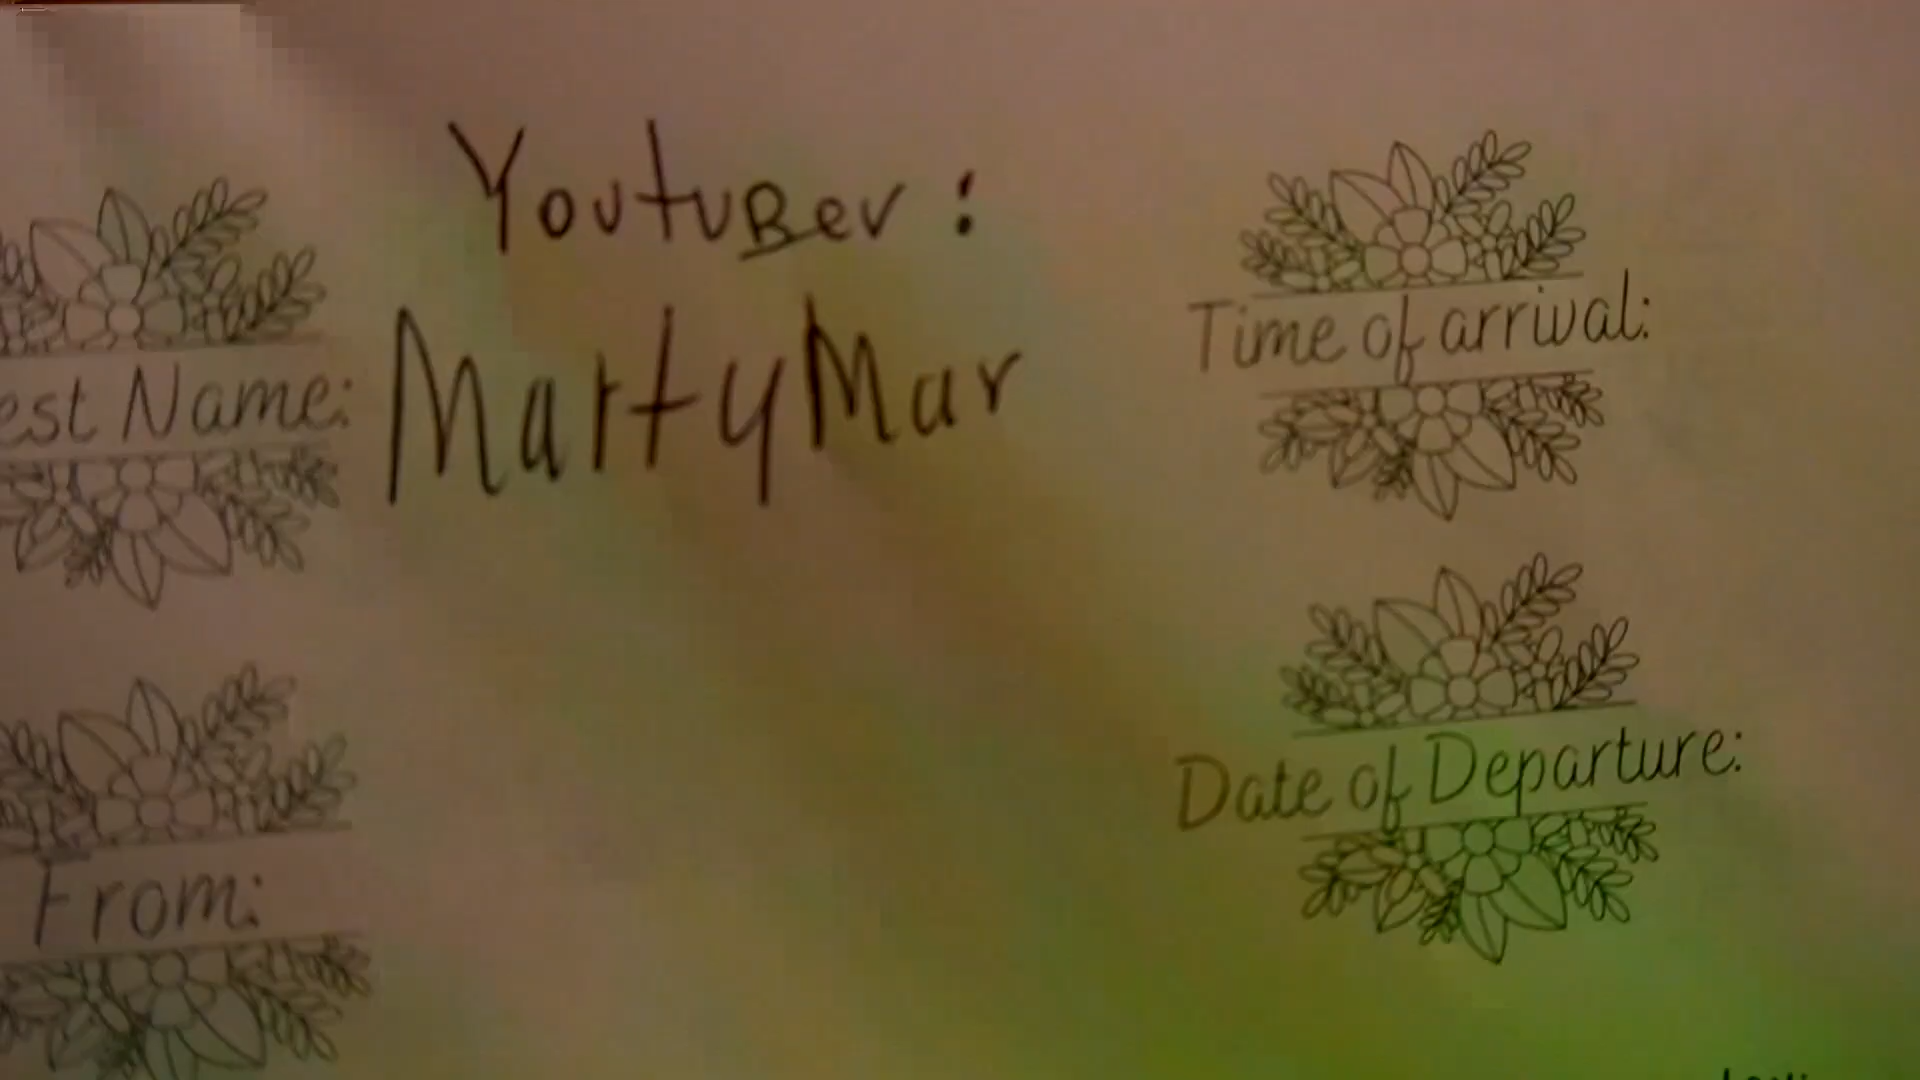 YoutuBer:
est Name: MartyMar
Time of arrival:
From:
Date of Departure: